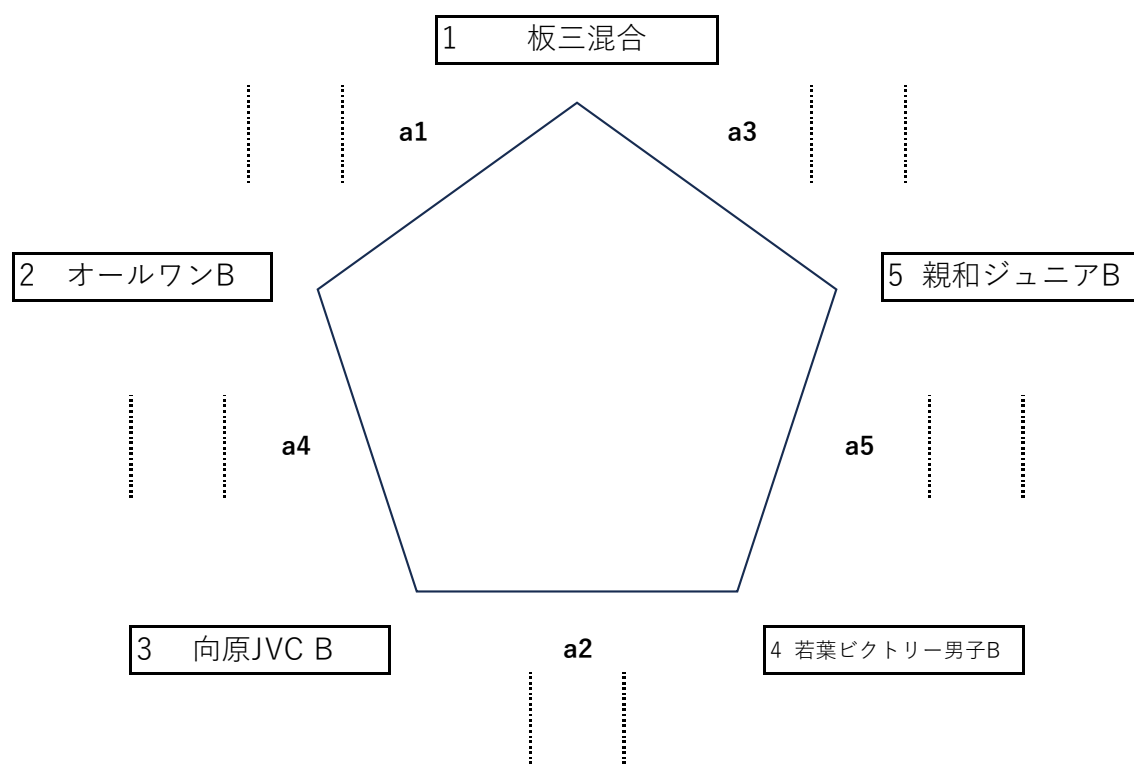 1 板三混合
a1
a3
2 オールワンB
5 親和ジュニアB
a4
a5
3 向原JVC B
a2
4 若葉ビクトリー男子B